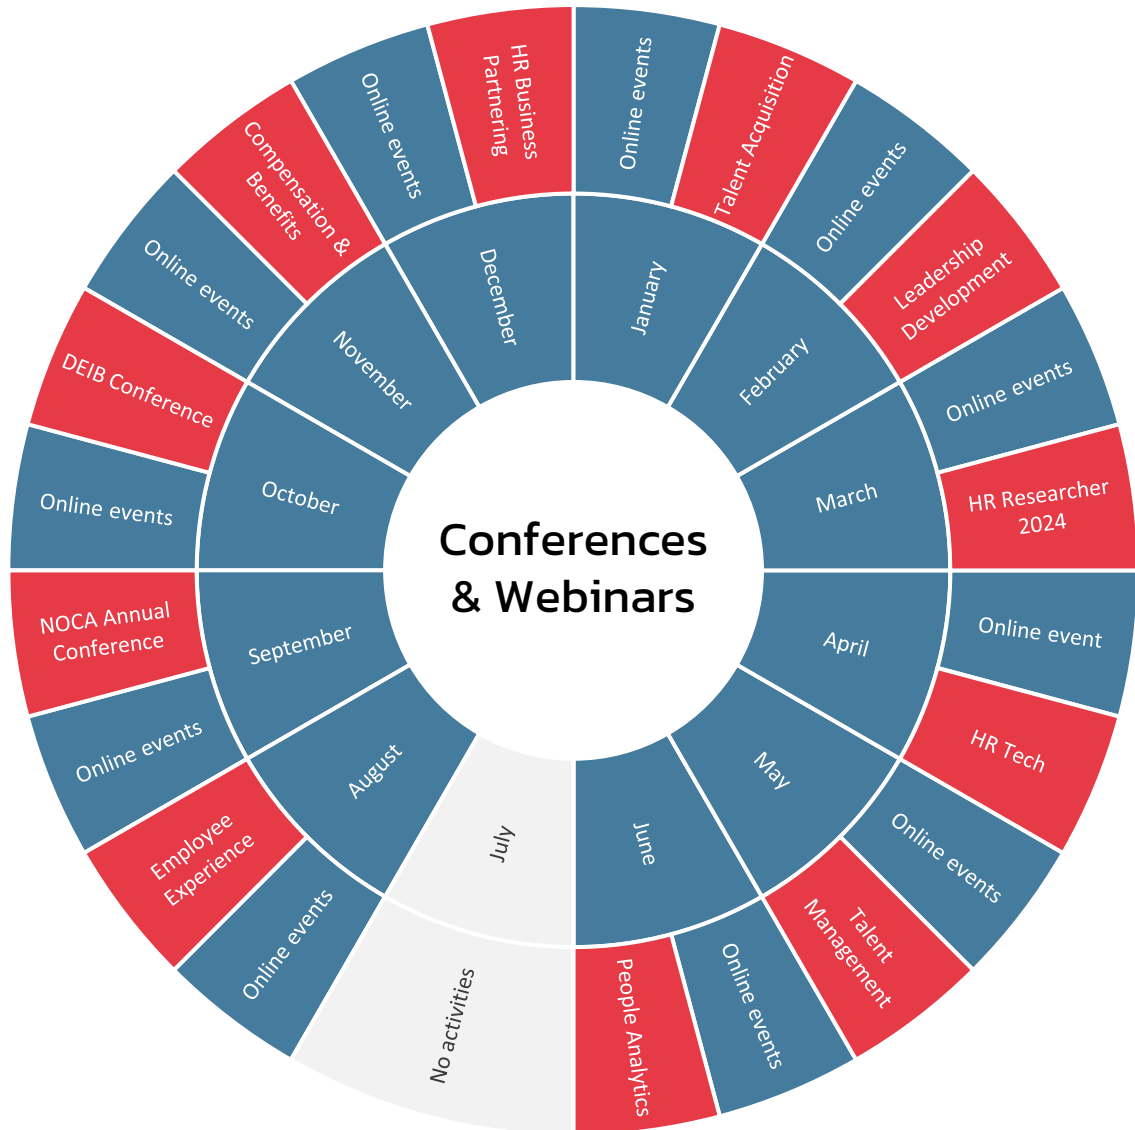 Conferences
& Webinars
January
Online events
Talent Acquisition
February
Online events
Leadership
Development
March
Online events
HR Researcher
2024
April
Online event
HR Tech
May
Online events
Talent
Management
June
Online events
People Analytics
July
No activities
August
Online events
Employee
Experience
September
Online events
NOCA Annual
Conference
October
Online events
DEIB Conference
November
Online events
Compensation &
Benefits
December
Online events
HR Business
Partnering